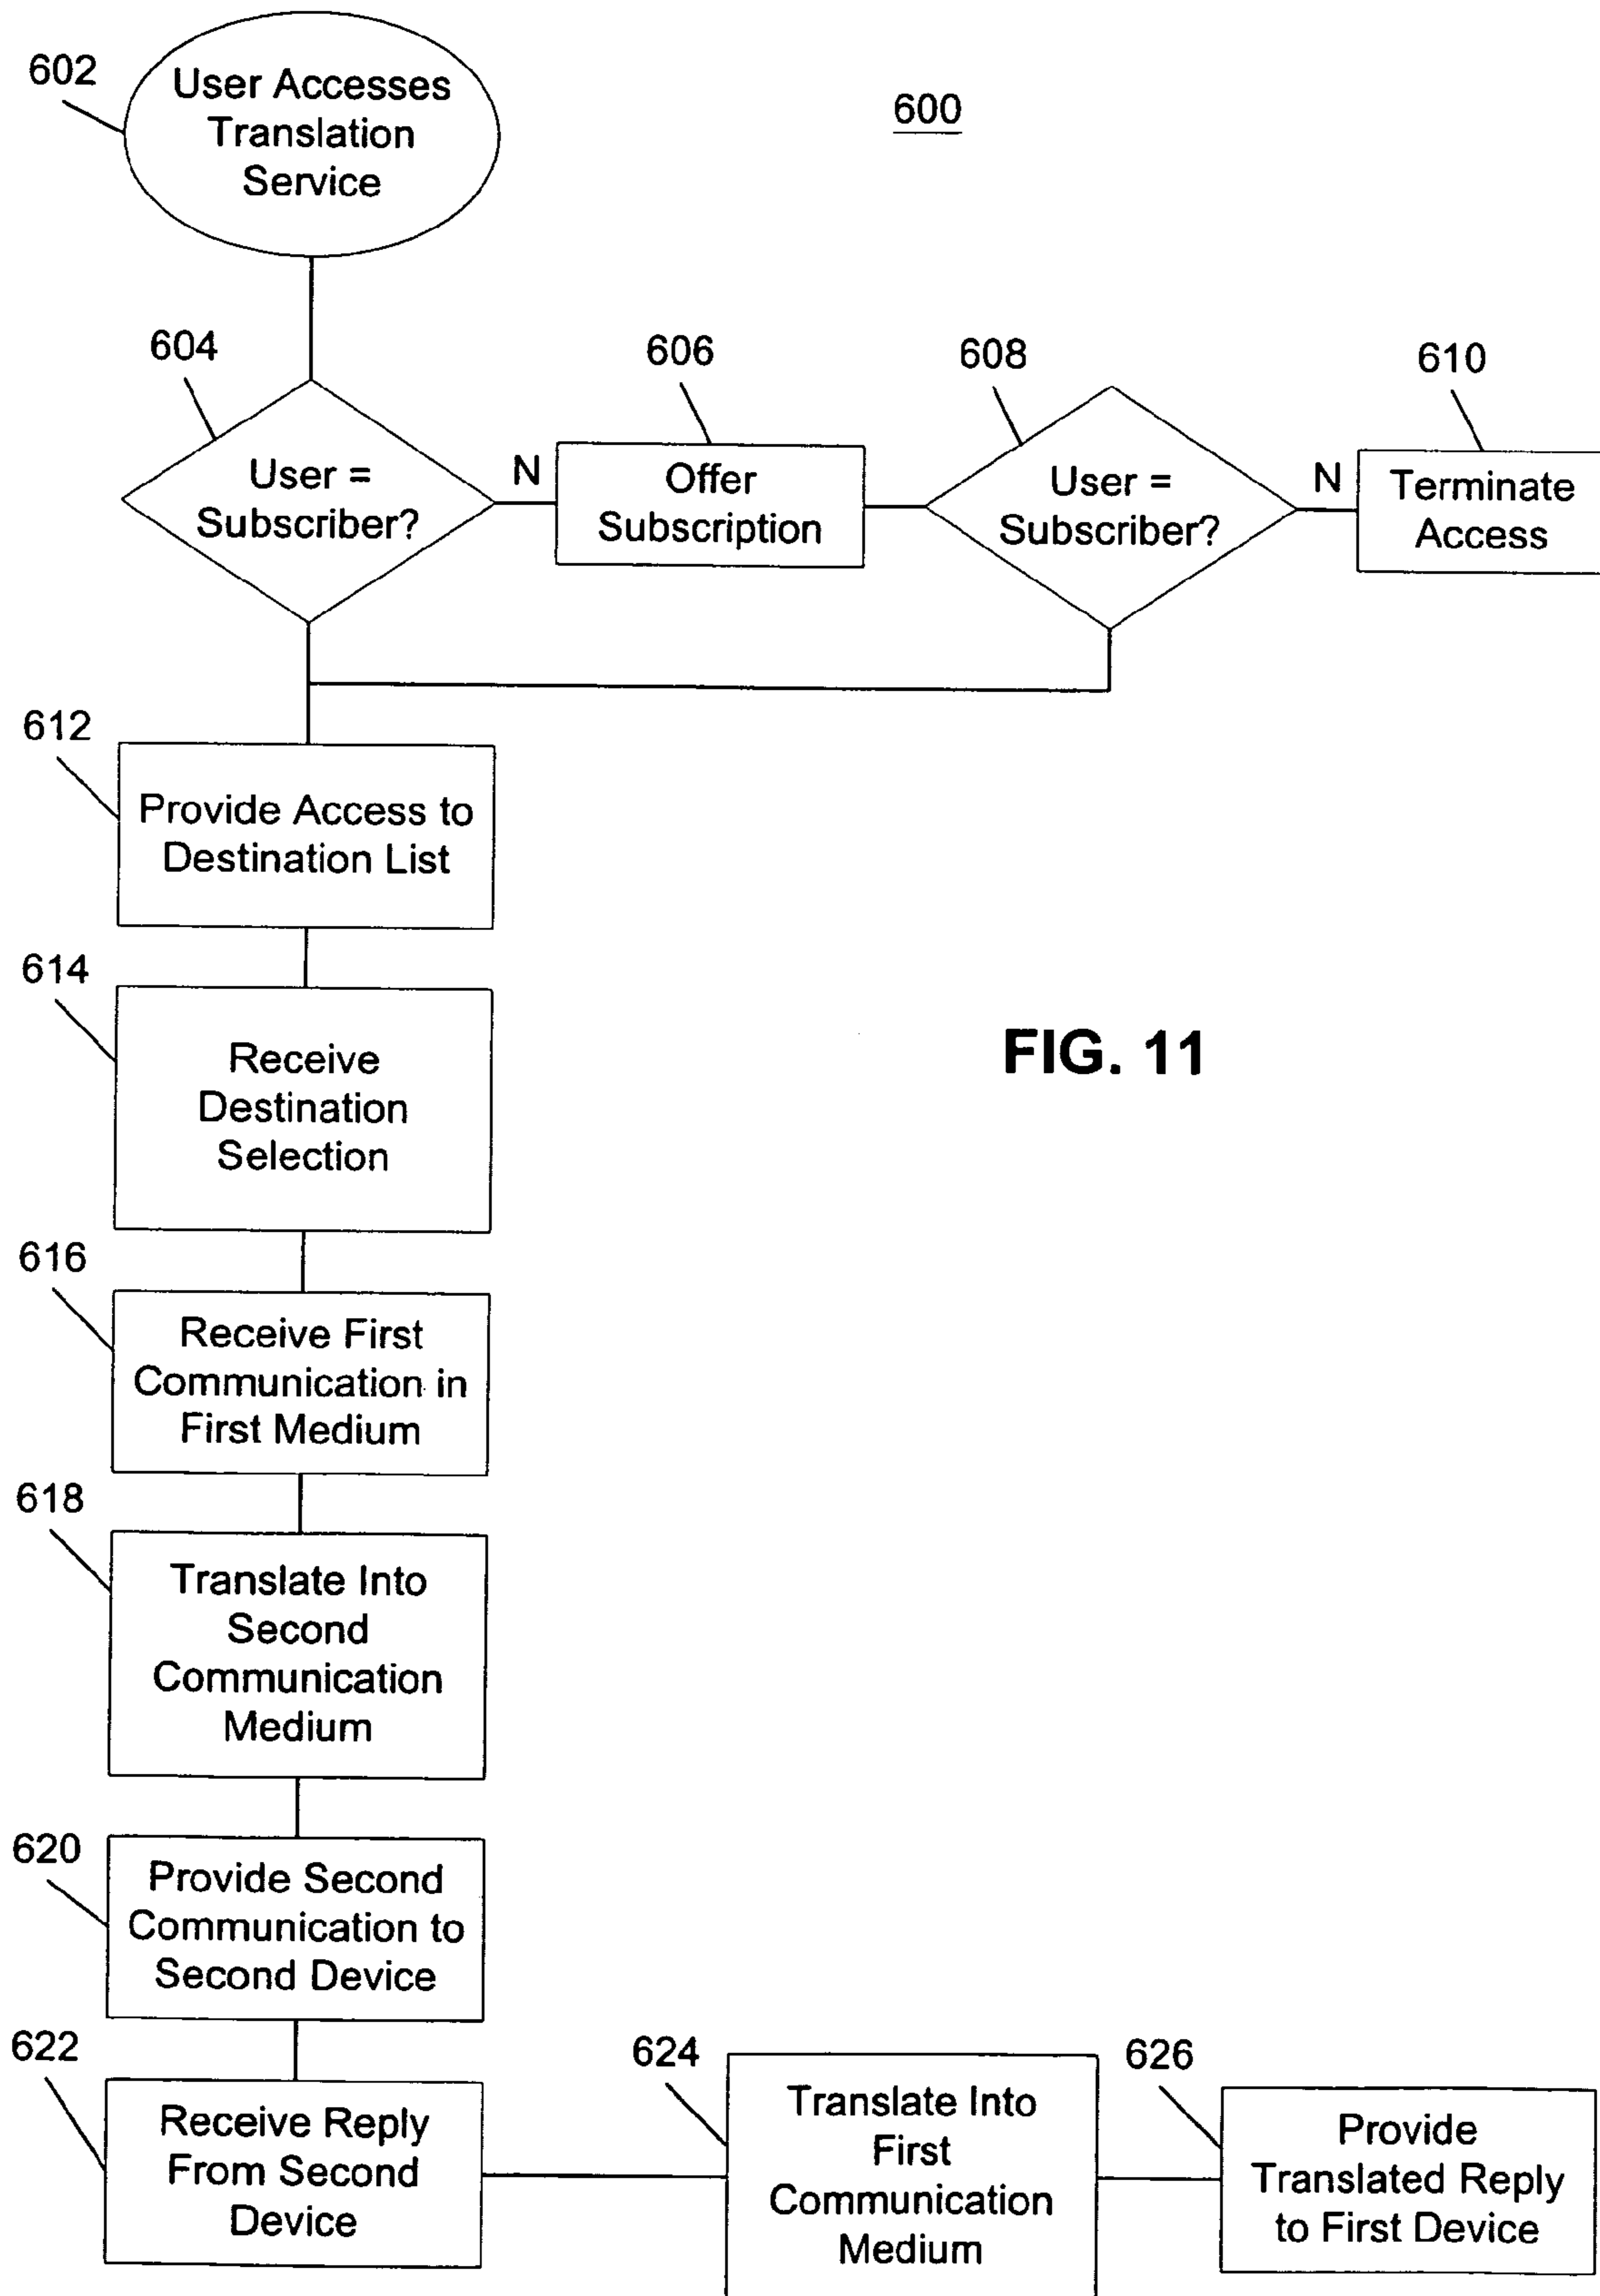 602
User Accesses
Translation
Service
600
604
606
608
610
User =
Subscriber?
N
Offer
Subscription
User =
Subscriber?
N
Terminate
Access
612
Provide Access to
Destination List
614
Receive
Destination
Selection
FIG. 11
616
Receive First
Communication in
First Medium
618
Translate Into
Second
Communication
Medium
620
Provide Second
Communication to
Second Device
622
Receive Reply
From Second
Device
624
Translate Into
First
Communication
Medium
626
Provide
Translated Reply
to First Device